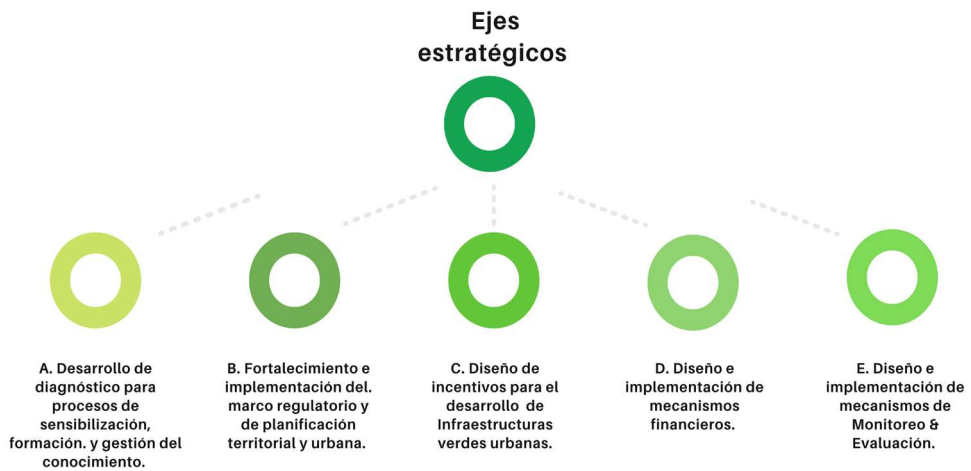 Ejes
estratégicos
A. Desarrollo de
diagnóstico para
procesos de
sensibilización,
formación. y gestión del
conocimiento.
B. Fortalecimiento e
implementación del.
marco regulatorio y
de planificación
territorial y urbana.
C. Diseño de
incentivos para el
desarrollo de
Infraestructuras
verdes urbanas.
D. Diseño e
implementación de
mecanismos
financieros.
E. Diseño e
implementación de
mecanismos de
Monitoreo &
Evaluación.